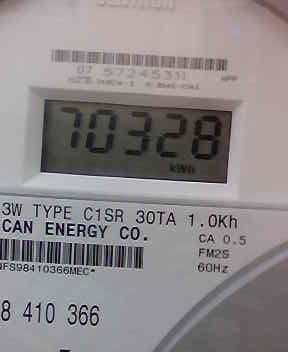 07 57245311
70328
kWh
3W TYPE C1SR 30TA 1.0Kh
CAN ENERGY CO.
CA 0.5
FM2S
60Hz
NFS98410366MEC*
8 410 366